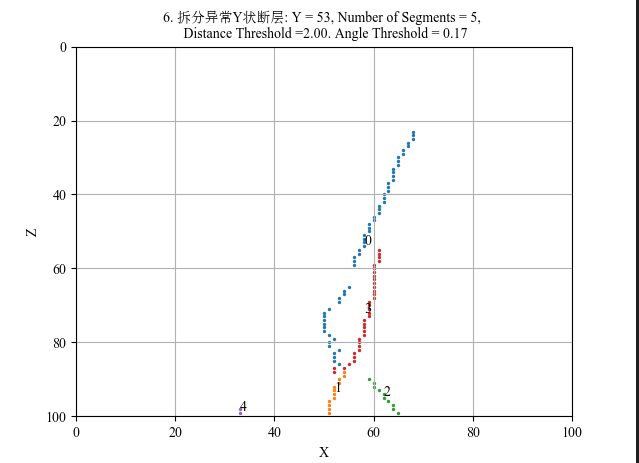 6. 拆分异常Y状断层: Y = 53, Number of Segments = 5,
Distance Threshold =2.00. Angle Threshold = 0.17
0
20
40
60
80
100
Z
0
3
1
2
4
0 20 40 60 80 100
X